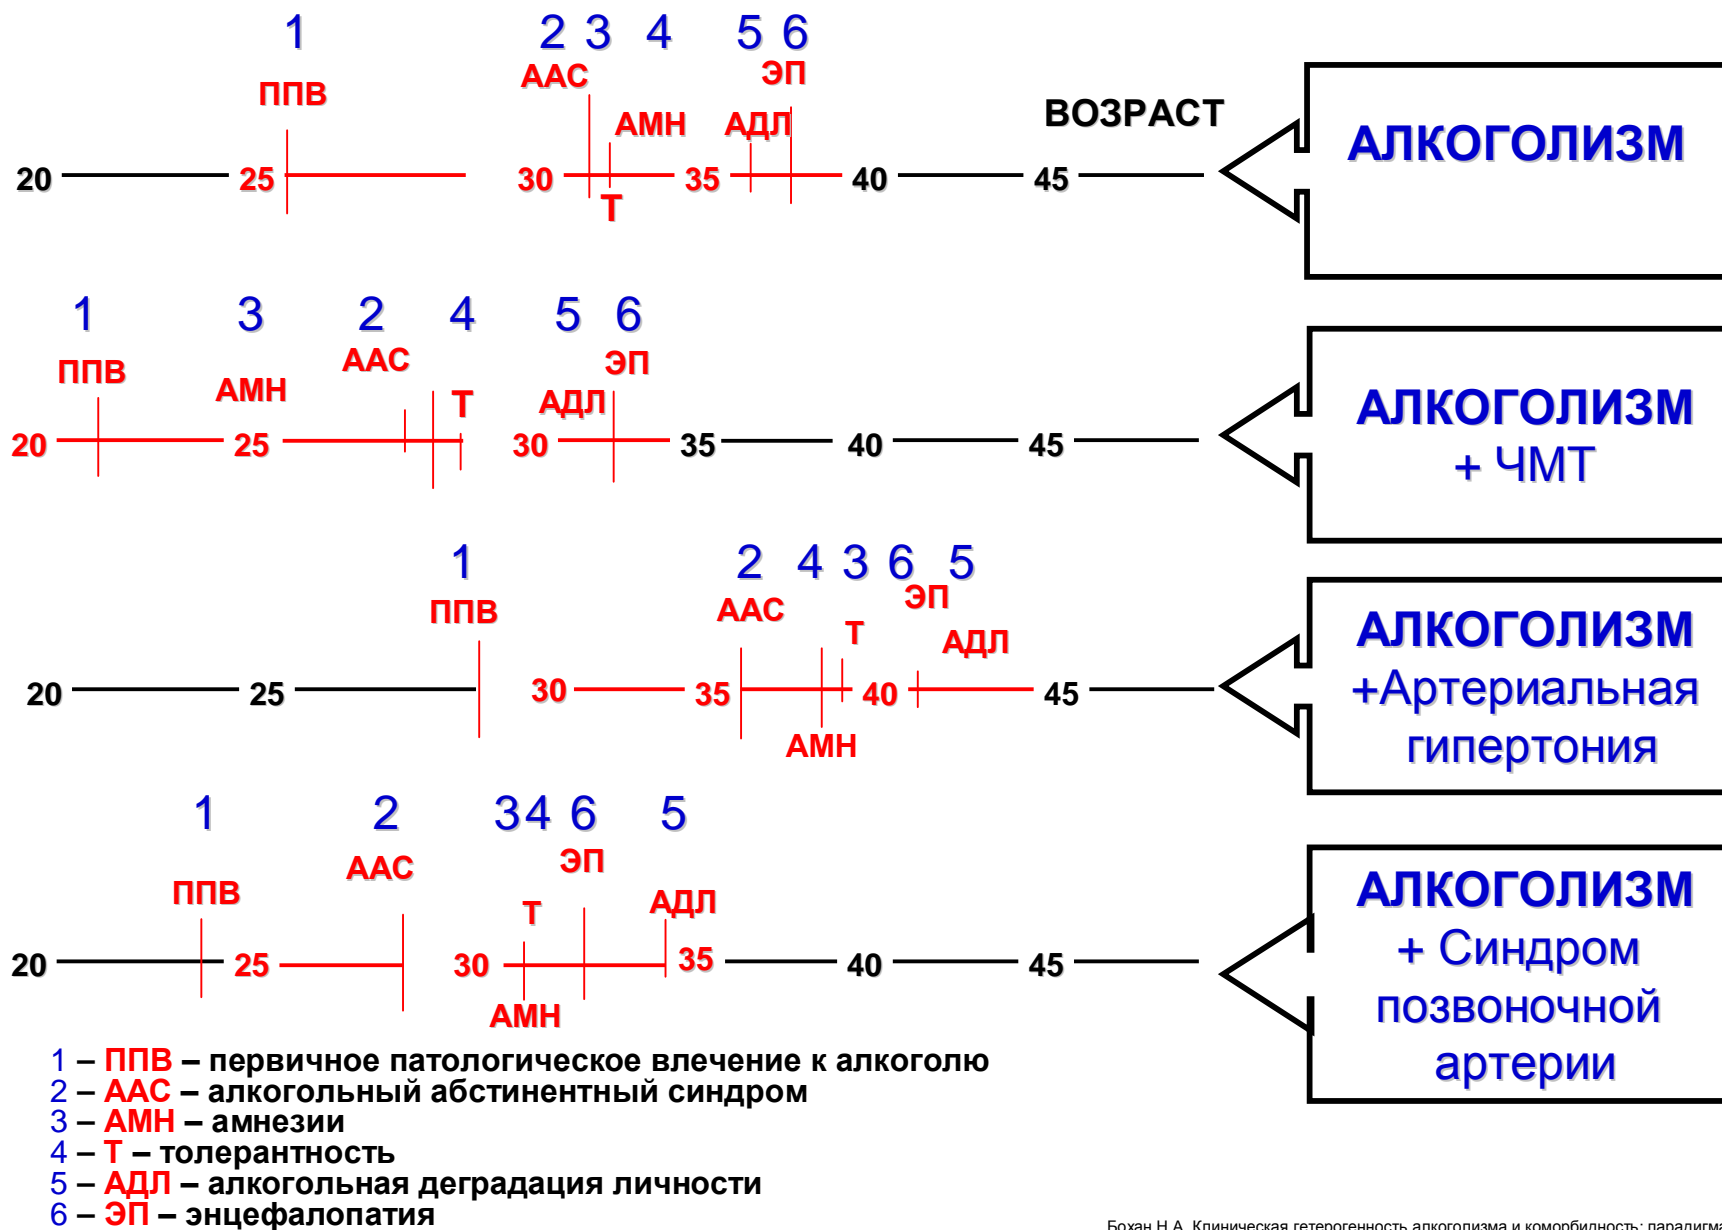 1 2 3 4 5 6
ААС ЭП
ППВ
АМН АДЛ ВОЗРАСТ
20 25 30 35 40 45
Т
АЛКОГОЛИЗМ
1 3 2 4 5 6
ААС ЭП
ППВ АМН Т АДЛ
20 25 30 35 40 45
АЛКОГОЛИЗМ
+ ЧМТ
1 2 4 3 6 5
ППВ ААС ЭП
Т АДЛ
20 25 30 35 40 45
АМН
АЛКОГОЛИЗМ
+Артериальная
гипертония
1 2 3 4 6 5
ААС ЭП
ППВ Т АДЛ
20 25 30 35 40 45
АМН
АЛКОГОЛИЗМ
+ Синдром
позвоночной
артерии
1 – ППВ – первичное патологическое влечение к алкоголю
2 – ААС – алкогольный абстинентный синдром
3 – АМН – амнезии
4 – Т – толерантность
5 – АДЛ – алкогольная деградация личности
6 – ЭП – энцефалопатия
Бохан Н.А. Клиническая гетерогенность алкоголизма и коморбидность: парадигма